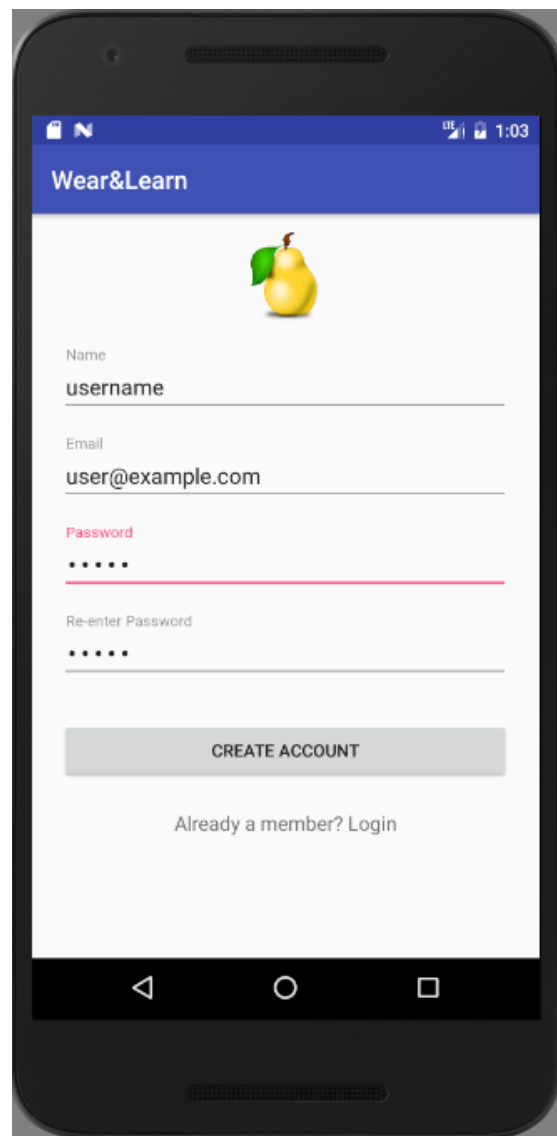 LTE 1:03
Wear&Learn
Name
username
Email
user@example.com
Password
•••••
Re-enter Password
•••••
CREATE ACCOUNT
Already a member? Login